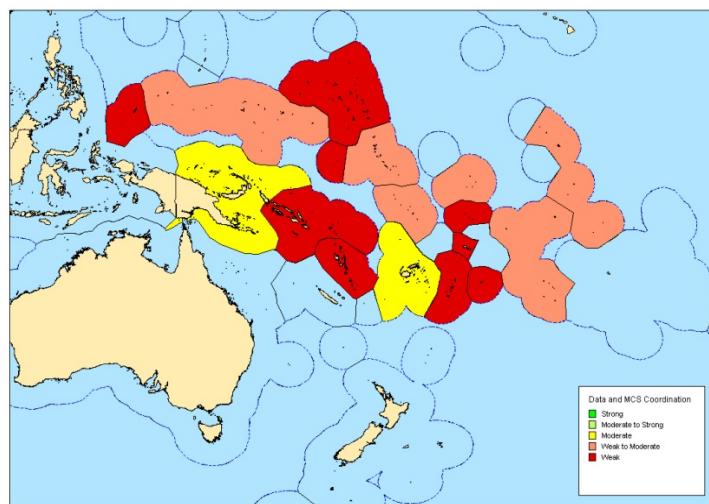 Data and MCS Coordination
Strong
Moderate to Strong
Moderate
Weak to Moderate
Weak